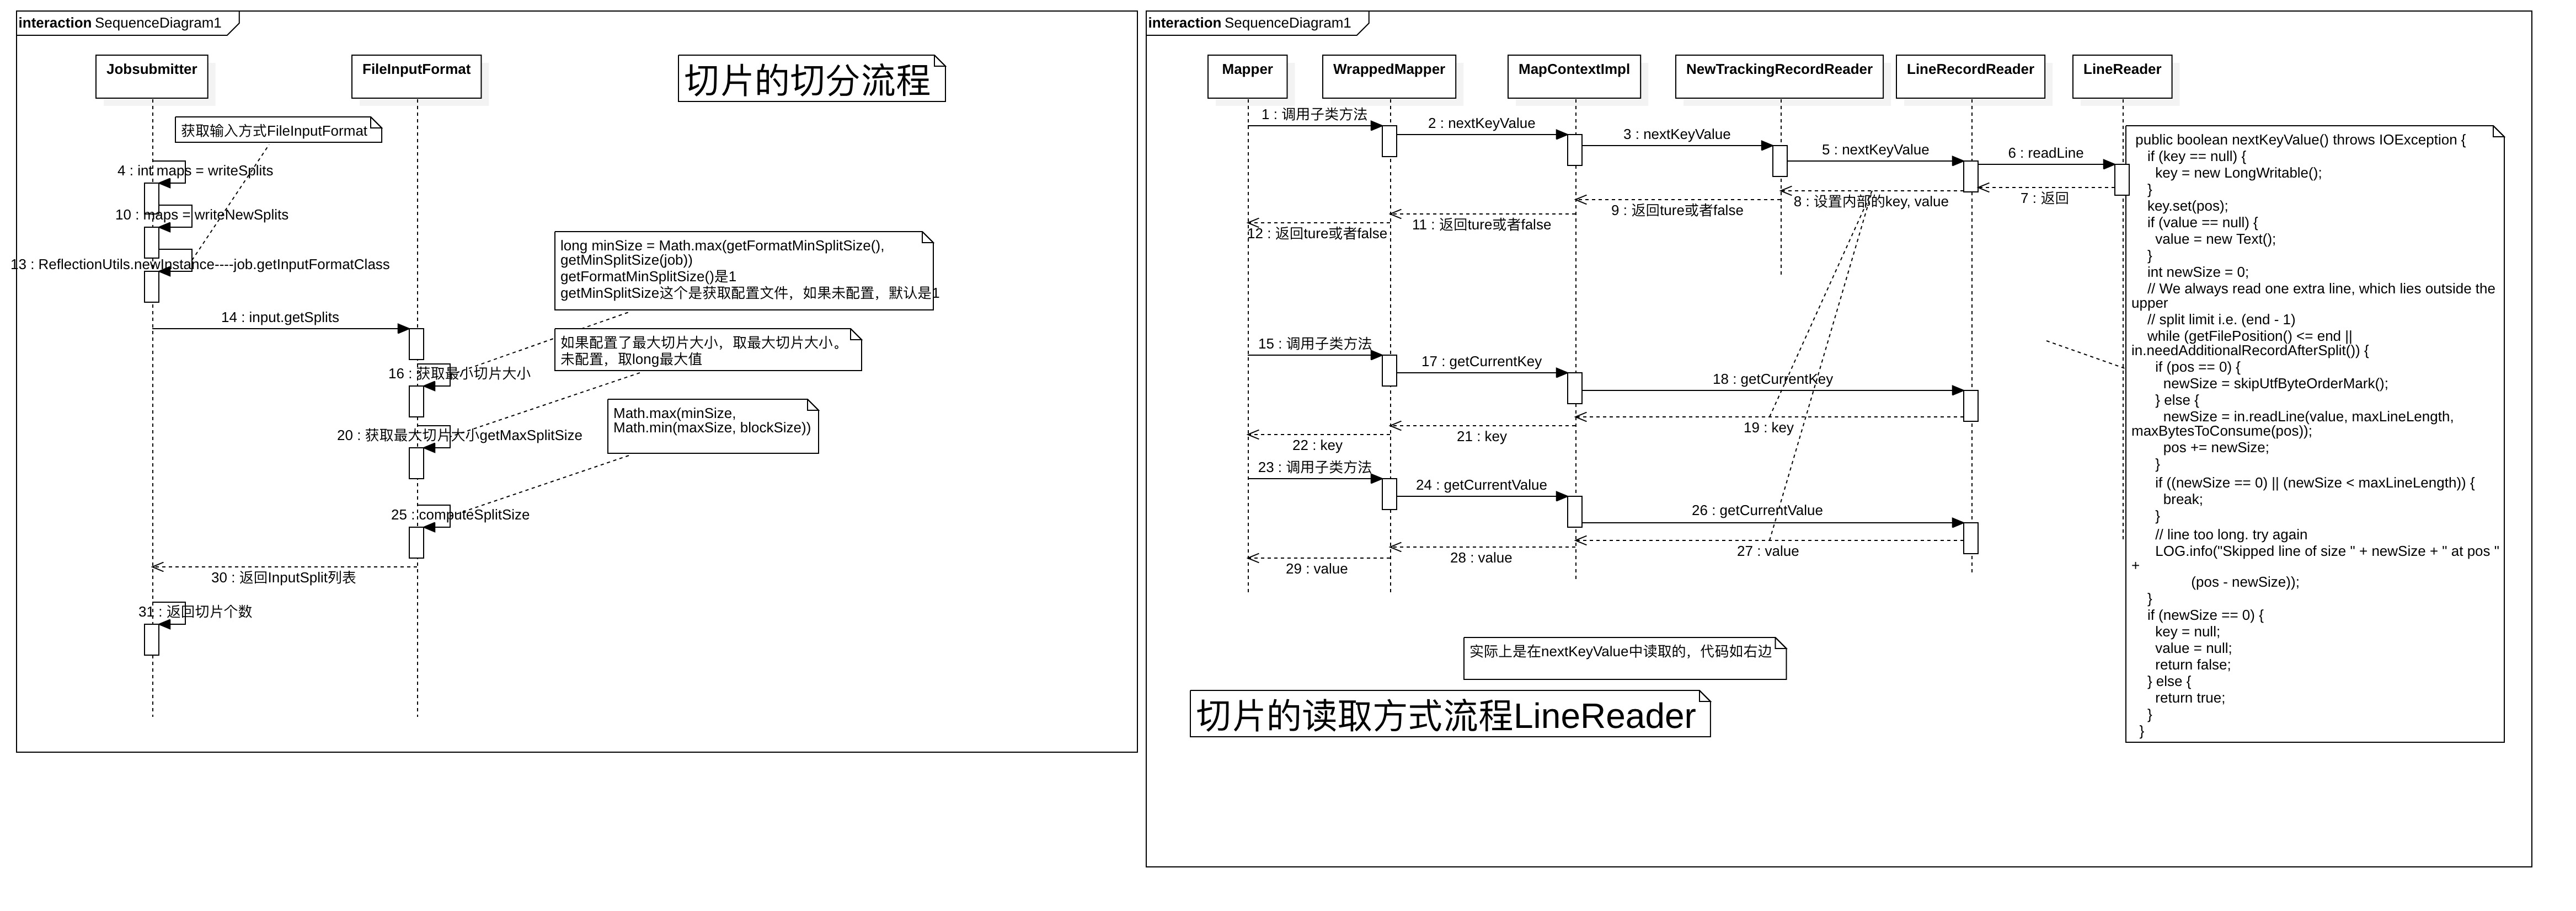 interaction SequenceDiagram1
Jobsubmitter
FileInputFormat
切片的切分流程
获取输入方式FileInputFormat
4 : int maps = writeSplits
10 : maps = writeNewSplits
13 : ReflectionUtils.newInstance----job.getInputFormatClass
long minSize = Math.max(getFormatMinSplitSize(),
getMinSplitSize(job))
getFormatMinSplitSize()是1
getMinSplitSize这个是获取配置文件，如果未配置，默认是1
14 : input.getSplits
如果配置了最大切片大小，取最大切片大小。
未配置，取long最大值
16 : 获取最小切片大小
Math.max(minSize,
Math.min(maxSize, blockSize))
20 : 获取最大切片大小getMaxSplitSize
25 : computeSplitSize
30 : 返回InputSplit列表
31 : 返回切片个数
interaction SequenceDiagram1
Mapper
WrappedMapper
MapContextImpl
NewTrackingRecordReader
LineRecordReader
LineReader
1 : 调用子类方法
2 : nextKeyValue
3 : nextKeyValue
5 : nextKeyValue
6 : readLine
7 : 返回
8 : 设置内部的key, value
9 : 返回ture或者false
11 : 返回ture或者false
12 : 返回ture或者false
15 : 调用子类方法
17 : getCurrentKey
18 : getCurrentKey
19 : key
21 : key
22 : key
23 : 调用子类方法
24 : getCurrentValue
26 : getCurrentValue
27 : value
28 : value
29 : value
实际上是在nextKeyValue中读取的，代码如右边
切片的读取方式流程LineReader
public boolean nextKeyValue() throws IOException {
if (key == null) {
key = new LongWritable();
}
key.set(pos);
if (value == null) {
value = new Text();
}
int newSize = 0;
// We always read one extra line, which lies outside the
upper
// split limit i.e. (end - 1)
while (getFilePosition() <= end ||
in.needAdditionalRecordAfterSplit()) {
if (pos == 0) {
newSize = skipUtfByteOrderMark();
} else {
newSize = in.readLine(value, maxLineLength,
maxBytesToConsume(pos));
pos += newSize;
}
if ((newSize == 0) || (newSize < maxLineLength)) {
break;
}
// line too long. try again
LOG.info("Skipped line of size " + newSize + " at pos "
+
(pos - newSize));
}
if (newSize == 0) {
key = null;
value = null;
return false;
} else {
return true;
}
}